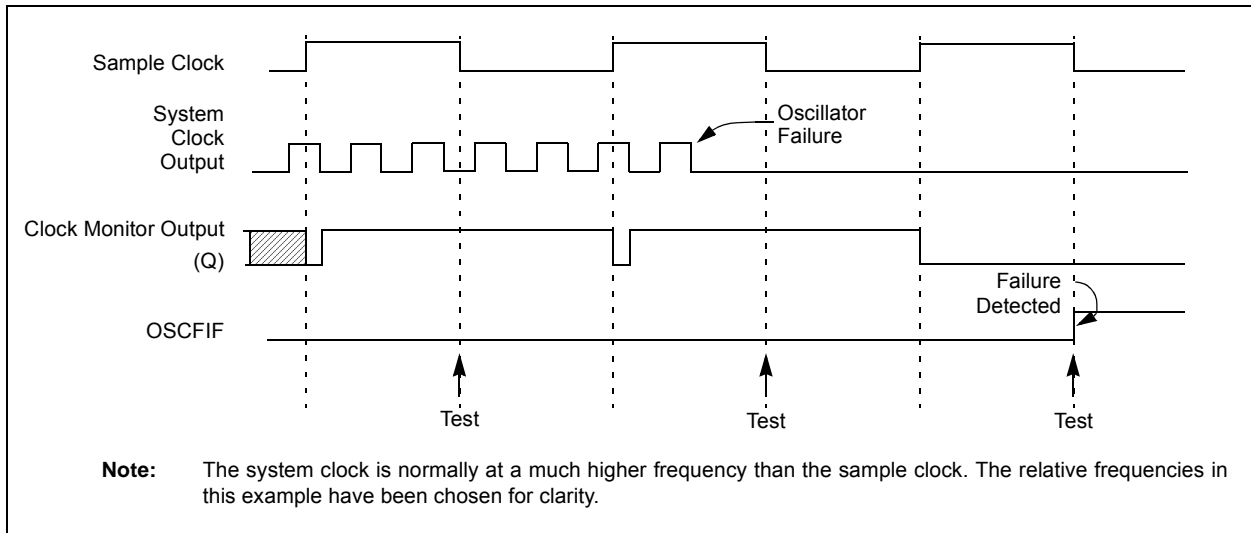 Sample Clock
System
Clock
Output
Oscillator
Failure
Clock Monitor Output
(Q)
Failure
Detected
OSCFIF
Test
Test
Test
Note: The system clock is normally at a much higher frequency than the sample clock. The relative frequencies in
this example have been chosen for clarity.